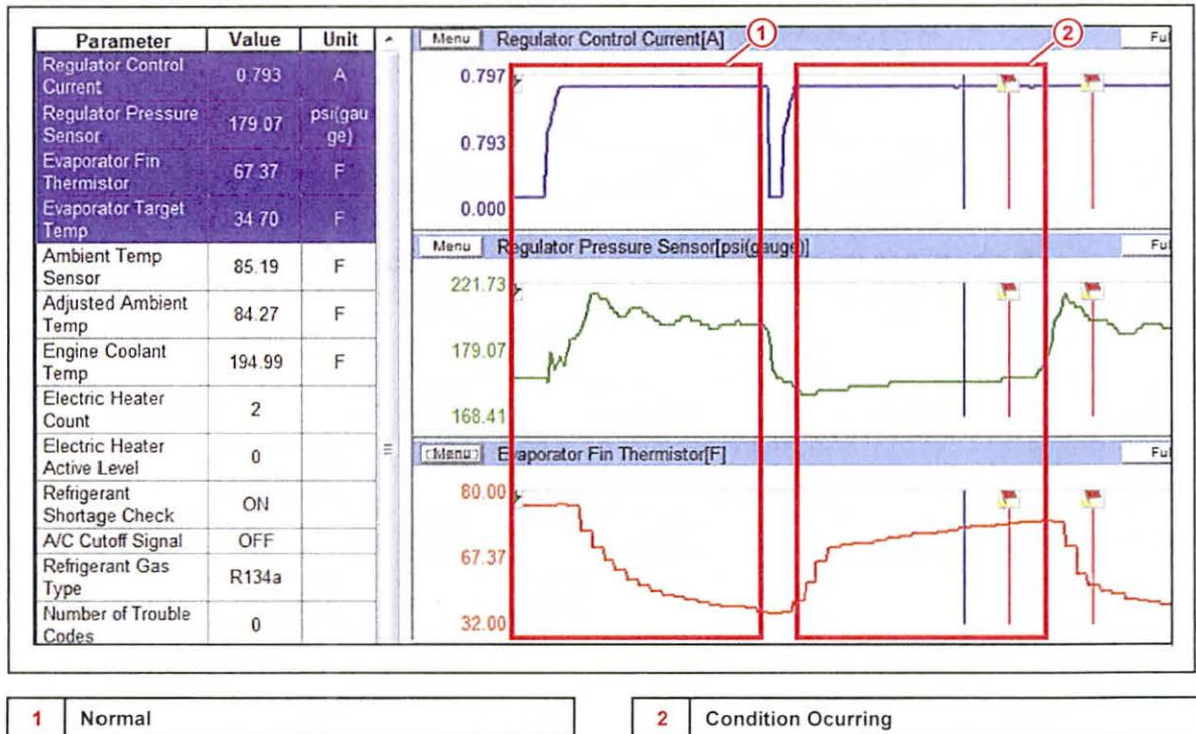 Parameter Value Unit
Regulator Control Current 0.793 A
Regulator Pressure Sensor 179.07 psi(gauge)
Evaporator Fin Thermistor 67.37 F
Evaporator Target Temp 34.70 F
Ambient Temp Sensor 85.19 F
Adjusted Ambient Temp 84.27 F
Engine Coolant Temp 194.99 F
Electric Heater Count 2
Electric Heater Active Level 0
Refrigerant Shortage Check ON
A/C Cutoff Signal OFF
Refrigerant Gas Type R134a
Number of Trouble Codes 0
Menu Regulator Control Current[A] Ful
1
2
0.797
0.793
0.000
Menu Regulator Pressure Sensor[psi(gauge)] Ful
221.73
179.07
168.41
Menu Evaporator Fin Thermistor[F] Ful
80.00
67.37
32.00
1 Normal
2 Condition Ocurring